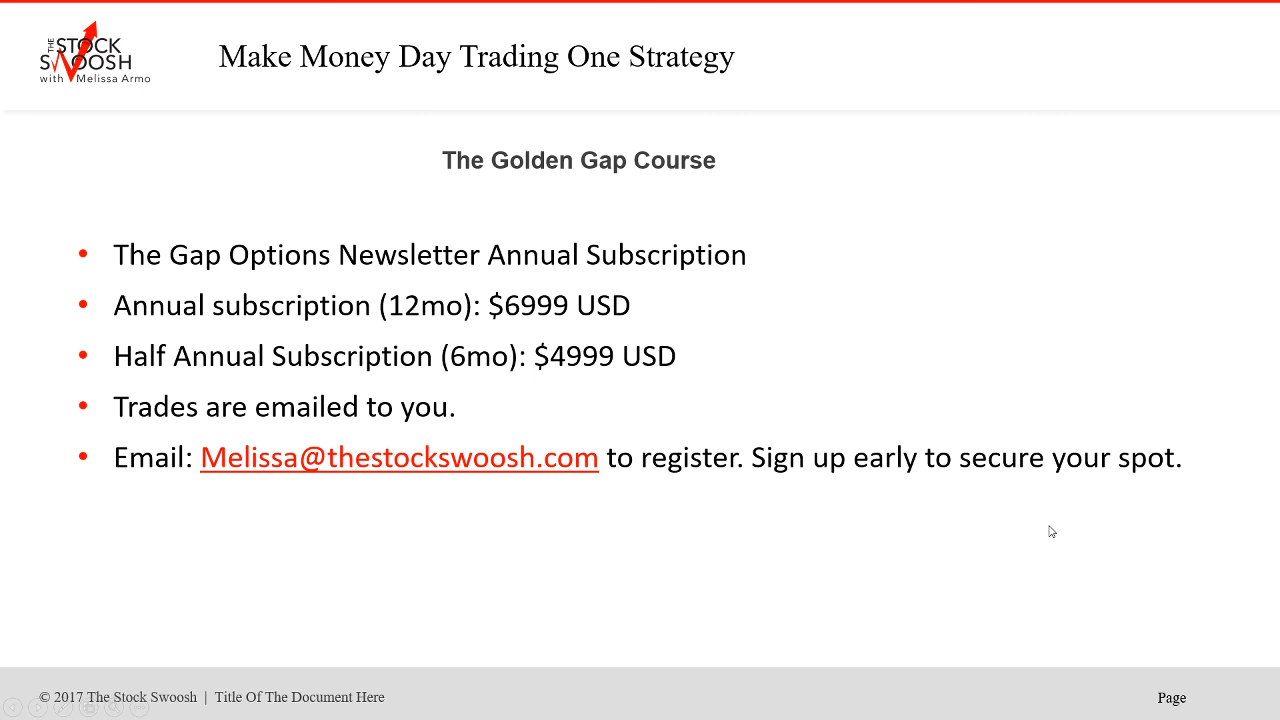 THE STOCK
SWOOSH
with Melissa Armo
Make Money Day Trading One Strategy
The Golden Gap Course
• The Gap Options Newsletter Annual Subscription
• Annual subscription (12mo): $6999 USD
• Half Annual Subscription (6mo): $4999 USD
• Trades are emailed to you.
• Email: Melissa@thestockswoosh.com to register. Sign up early to secure your spot.
© 2017 The Stock Swoosh | Title Of The Document Here
Page